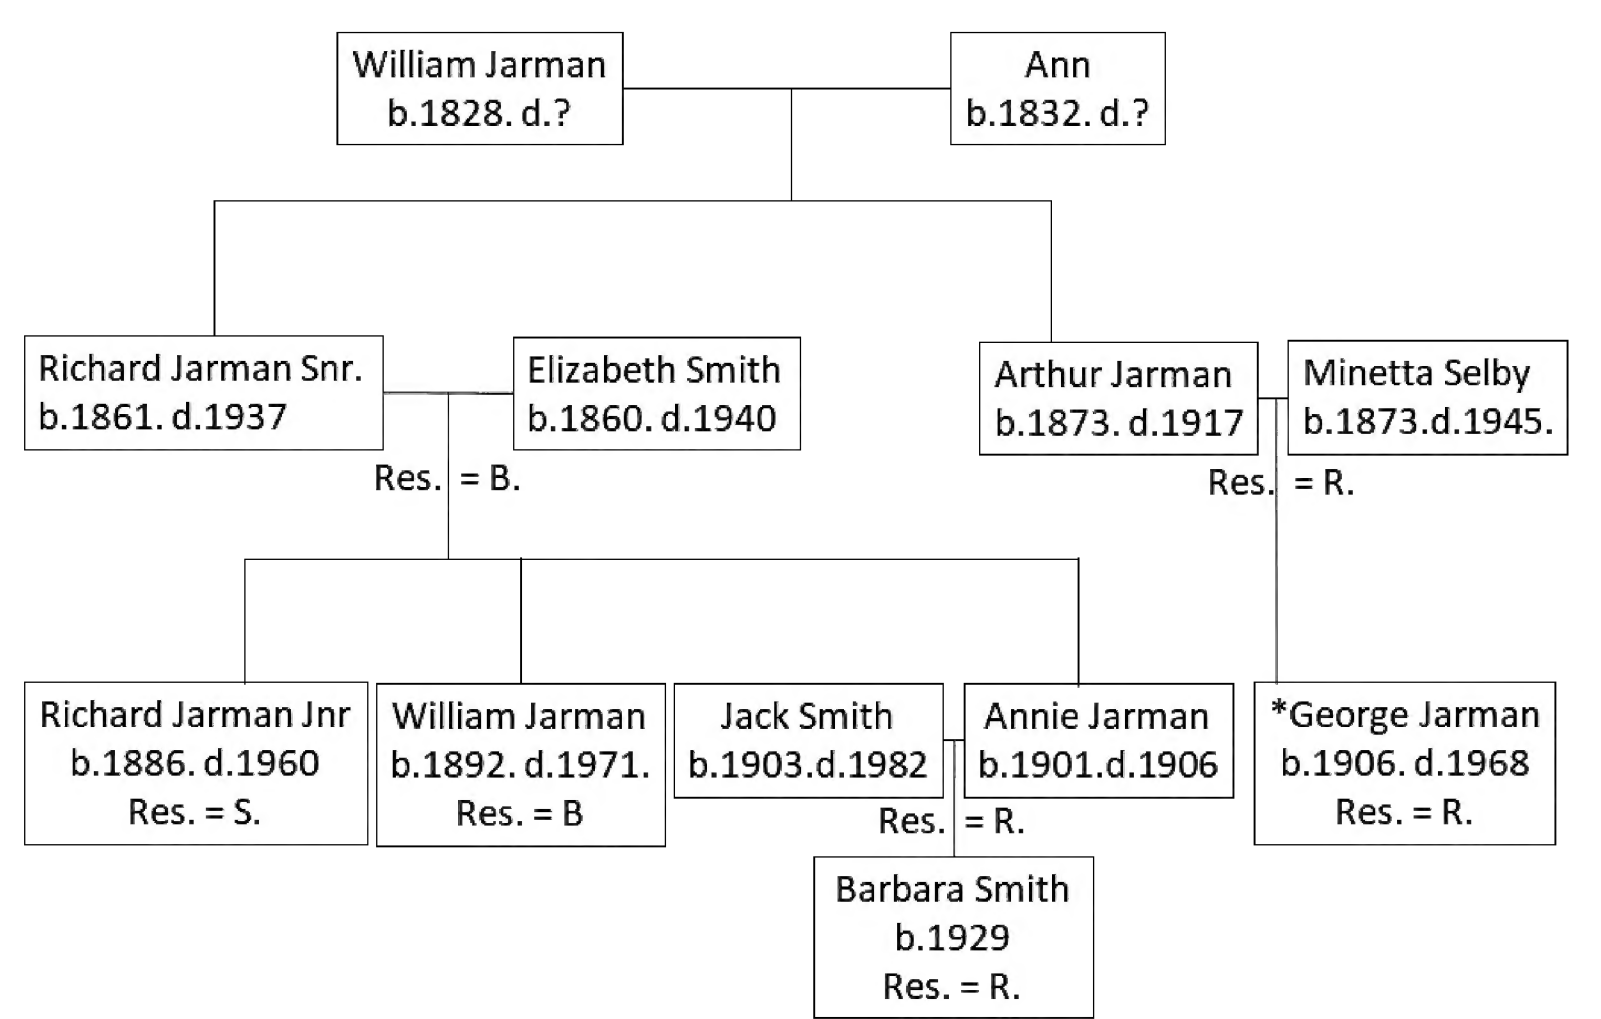 William Jarman
b.1828. d.?
Ann
b.1832. d.?
Richard Jarman Snr.
b.1861. d.1937
Elizabeth Smith
b.1860. d.1940
Res. = B.
Arthur Jarman
b.1873. d.1917
Minetta Selby
b.1873.d.1945.
Res. = R.
Richard Jarman Jnr
b.1886. d.1960
Res. = S.
William Jarman
b.1892. d.1971.
Res. = B
Jack Smith
b.1903.d.1982
Annie Jarman
b.1901.d.1906
Res. = R.
*George Jarman
b.1906. d.1968
Res. = R.
Barbara Smith
b.1929
Res. = R.